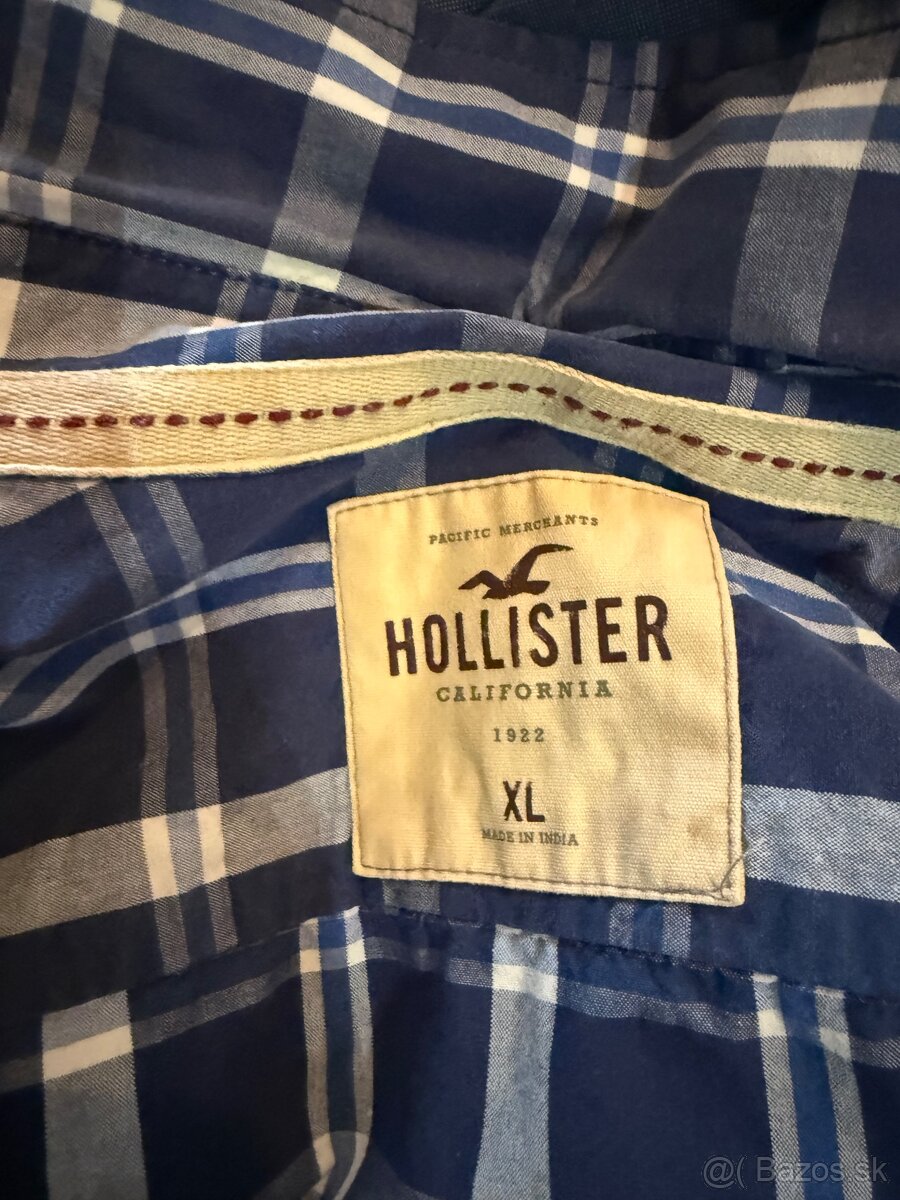 PACIFIC MERCHANTS
HOLLISTER
CALIFORNIA
1922
XL
MADE IN INDIA
@( Bazos.sk